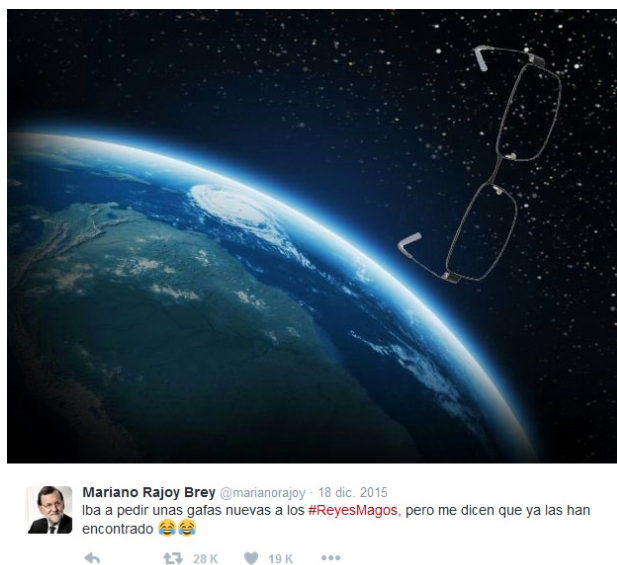 Mariano Rajoy Brey @marianorajoy · 18 dic. 2015
Iba a pedir unas gafas nuevas a los #ReyesMagos, pero me dicen que ya las han
encontrado 😂😂
28 K 19 K